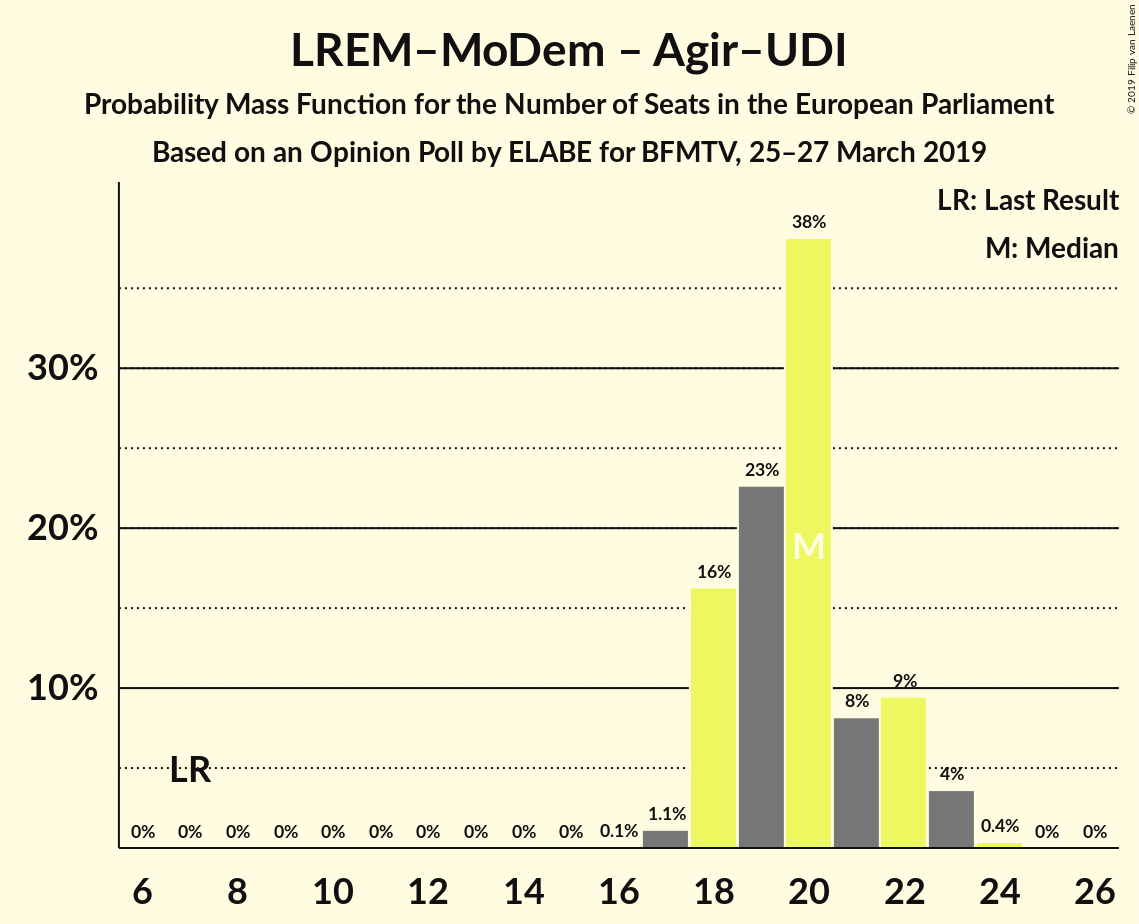 LREM–MoDem – Agir–UDI
Probability Mass Function for the Number of Seats in the European Parliament
Based on an Opinion Poll by ELABE for BFMTV, 25–27 March 2019
© 2019 Filip van Laenen
LR: Last Result
M: Median
38%
30%
23%
20%
M
16%
10%
9%
8%
LR
4%
1.1%
0% 0% 0% 0% 0% 0% 0% 0% 0% 0% 0.1% 0.4% 0% 0%
6 8 10 12 14 16 18 20 22 24 26